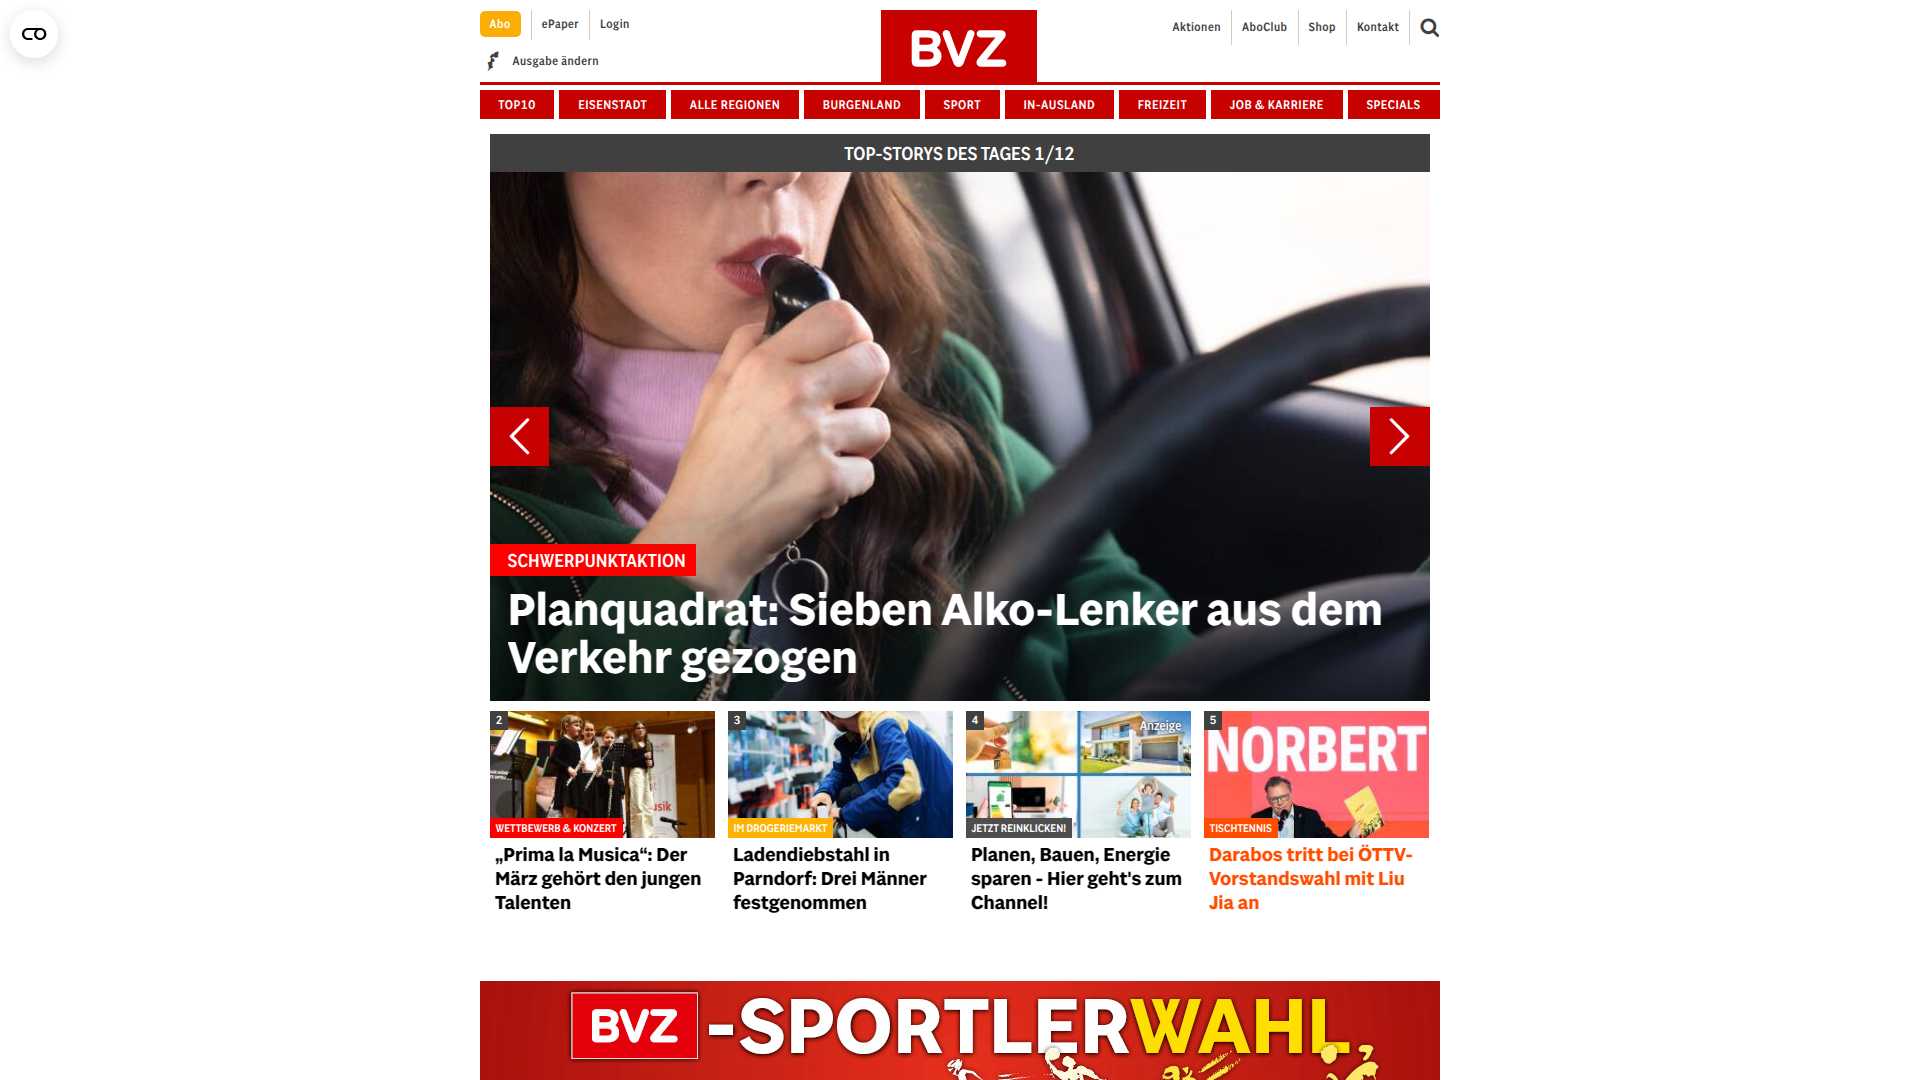 Abo
ePaper
Login
Ausgabe ändern
BVZ
Aktionen
AboClub
Shop
Kontakt
TOP10
EISENSTADT
ALLE REGIONEN
BURGENLAND
SPORT
IN-AUSLAND
FREIZEIT
JOB & KARRIERE
SPECIALS
TOP-STORYS DES TAGES 1/12
SCHWERPUNKTAKTION
Planquadrat: Sieben Alko-Lenker aus dem
Verkehr gezogen
2
WETTBEWERB & KONZERT
„Prima la Musica“: Der
März gehört den jungen
Talenten
3
IM DROGERIEMARKT
Ladendiebstahl in
Parndorf: Drei Männer
festgenommen
4
Anzeige
JETZT REINKLICKEN!
Planen, Bauen, Energie
sparen - Hier geht's zum
Channel!
5
NORBERT
TISCHTENNIS
Darabos tritt bei ÖTTV-
Vorstandswahl mit Liu
Jia an
BVZ -SPORTLERWAHL